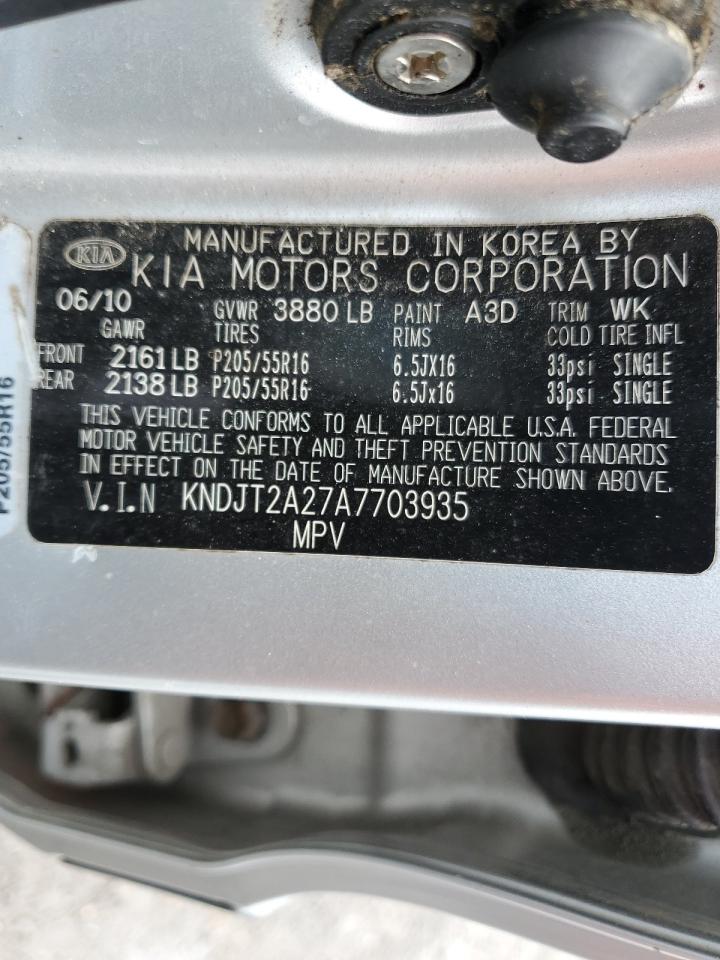 KIA
MANUFACTURED IN KOREA BY
KIA MOTORS CORPORATION
06/10 GVWR 3880 LB PAINT A3D TRIM WK
GAWR TIRES RIMS COLD TIRE INFL
FRONT 2161 LB P205/55R16 6.5JX16 33psi SINGLE
REAR 2138 LB P205/55R16 6.5Jx16 33psi SINGLE
THIS VEHICLE CONFORMS TO ALL APPLICABLE U.S.A. FEDERAL
MOTOR VEHICLE SAFETY AND THEFT PREVENTION STANDARDS
IN EFFECT ON THE DATE OF MANUFACTURE SHOWN ABOVE.
V.I.N KNDJT2A27A7703935
MPV
P205/55R16